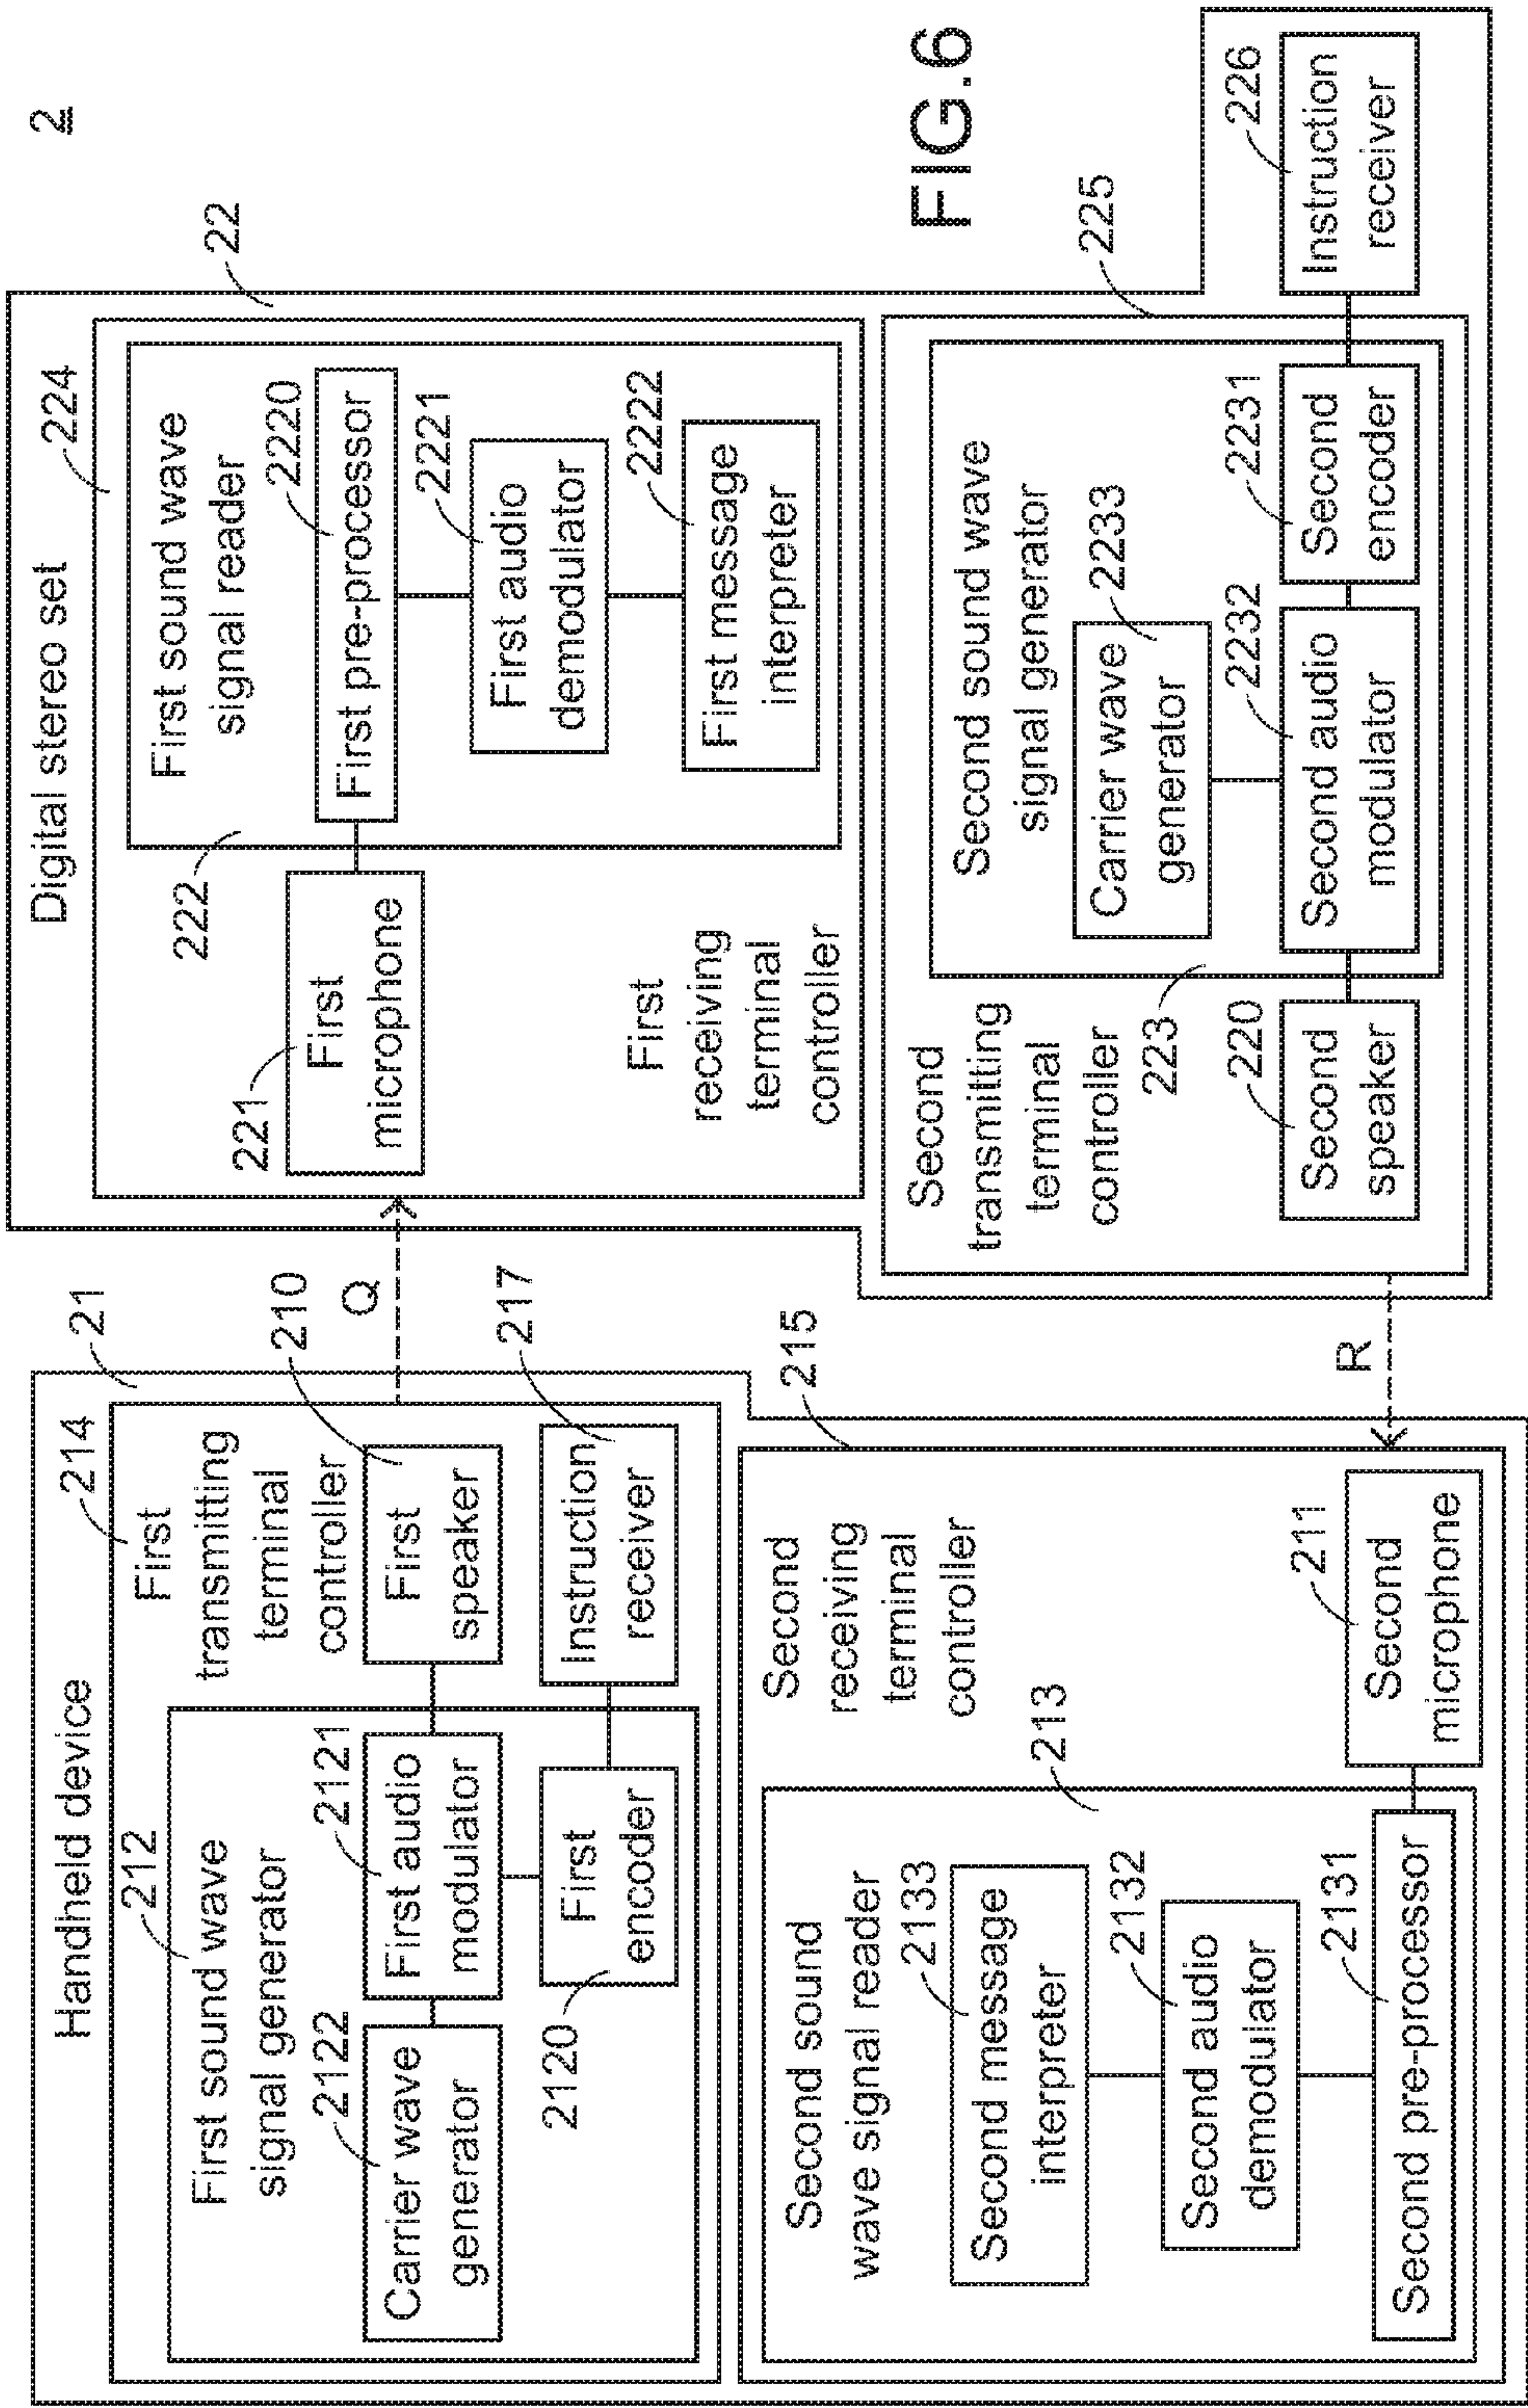 2
Handheld device
21
214
212
First sound wave
signal generator
First
transmitting
terminal
controller
2122
Carrier wave
generator
2121
First audio
modulator
210
First
speaker
2120
First
encoder
217
Instruction
receiver
Q
215
Second sound
wave signal reader
213
Second
receiving
terminal
controller
2133
Second message
interpreter
2132
Second audio
demodulator
2131
Second pre-processor
211
Second
microphone
R
Digital stereo set
22
224
222
First sound wave
signal reader
221
First
microphone
2220
First pre-processor
2221
First audio
demodulator
2222
First message
interpreter
First
receiving
terminal
controller
225
Second
transmitting
terminal
controller
223
Second sound wave
signal generator
2233
Carrier wave
generator
220
Second
speaker
2232
Second audio
modulator
2231
Second
encoder
226
Instruction
receiver
FIG.6